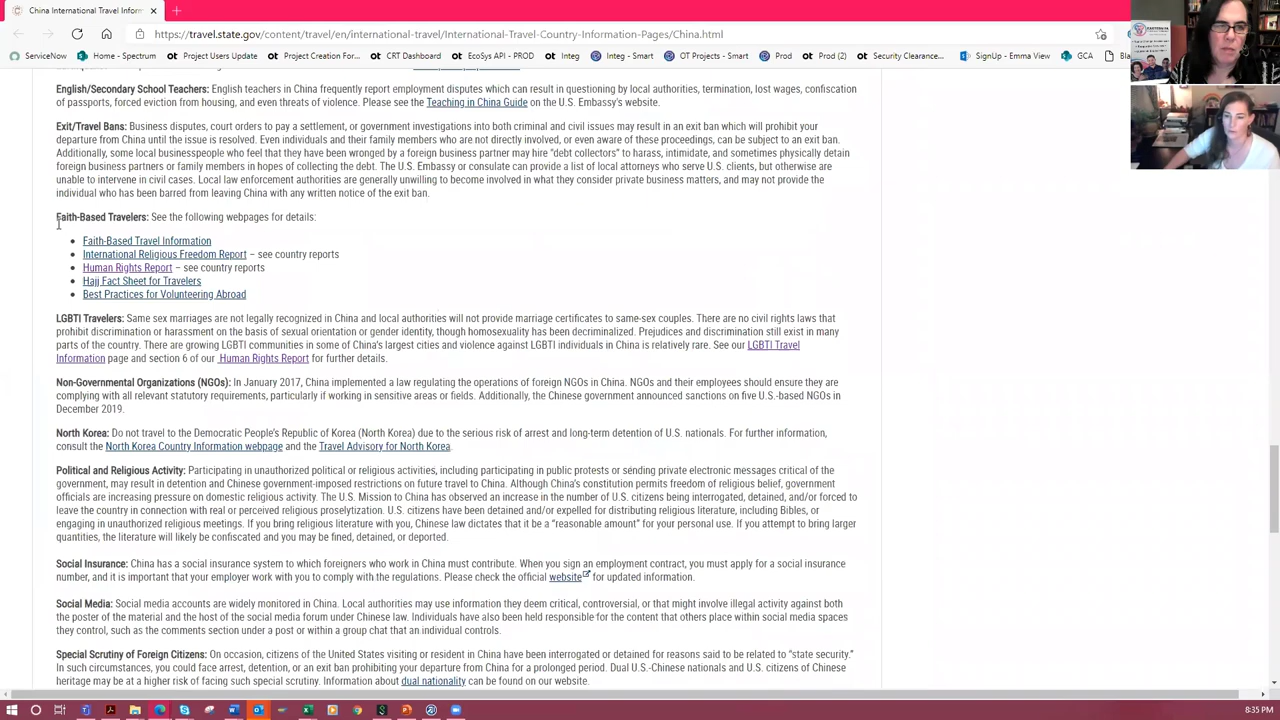 China International Travel Inform
https://travel.state.gov/content/travel/en/international-travel/International-Travel-Country-Information-Pages/China.html
ServiceNow Home - Spectrum Project Users Update Project Creation For... CRT Dashboard EcoSys API - PROD Integ Integ - Smart OT Projects - Smart Prod Prod (2) Security Clearance... SignUp - Emma View GCA
English/Secondary School Teachers: English teachers in China frequently report employment disputes which can result in questioning by local authorities, termination, lost wages, confiscation
of passports, forced eviction from housing, and even threats of violence. Please see the Teaching in China Guide on the U.S. Embassy's website.
Exit/Travel Bans: Business disputes, court orders to pay a settlement, or government investigations into both criminal and civil issues may result in an exit ban which will prohibit your
departure from China until the issue is resolved. Even individuals and their family members who are not directly involved, or even aware of these proceedings, can be subject to an exit ban.
Additionally, some local businesspeople who feel that they have been wronged by a foreign business partner may hire "debt collectors" to harass, intimidate, and sometimes physically detain
foreign business partners or family members in hopes of collecting the debt. The U.S. Embassy or consulate can provide a list of local attorneys who serve U.S. clients, but otherwise are
unable to intervene in civil cases. Local law enforcement authorities are generally unwilling to become involved in what they consider private business matters, and may not provide the
individual who has been barred from leaving China with any written notice of the exit ban.
Faith-Based Travelers: See the following webpages for details:
• Faith-Based Travel Information
• International Religious Freedom Report – see country reports
• Human Rights Report – see country reports
• Hajj Fact Sheet for Travelers
• Best Practices for Volunteering Abroad
LGBTI Travelers: Same sex marriages are not legally recognized in China and local authorities will not provide marriage certificates to same-sex couples. There are no civil rights laws that
prohibit discrimination or harassment on the basis of sexual orientation or gender identity, though homosexuality has been decriminalized. Prejudices and discrimination still exist in many
parts of the country. There are growing LGBTI communities in some of China's largest cities and violence against LGBTI individuals in China is relatively rare. See our LGBTI Travel
Information page and section 6 of our Human Rights Report for further details.
Non-Governmental Organizations (NGOs): In January 2017, China implemented a law regulating the operations of foreign NGOs in China. NGOs and their employees should ensure they are
complying with all relevant statutory requirements, particularly if working in sensitive areas or fields. Additionally, the Chinese government announced sanctions on five U.S.-based NGOs in
December 2019.
North Korea: Do not travel to the Democratic People's Republic of Korea (North Korea) due to the serious risk of arrest and long-term detention of U.S. nationals. For further information,
consult the North Korea Country Information webpage and the Travel Advisory for North Korea.
Political and Religious Activity: Participating in unauthorized political or religious activities, including participating in public protests or sending private electronic messages critical of the
government, may result in detention and Chinese government-imposed restrictions on future travel to China. Although China's constitution permits freedom of religious belief, government
officials are increasing pressure on domestic religious activity. The U.S. Mission to China has observed an increase in the number of U.S. citizens being interrogated, detained, and/or forced to
leave the country in connection with real or perceived religious proselytization. U.S. citizens have been detained and/or expelled for distributing religious literature, including Bibles, or
engaging in unauthorized religious meetings. If you bring religious literature with you, Chinese law dictates that it be a "reasonable amount" for your personal use. If you attempt to bring larger
quantities, the literature will likely be confiscated and you may be fined, detained, or deported.
Social Insurance: China has a social insurance system to which foreigners who work in China must contribute. When you sign an employment contract, you must apply for a social insurance
number, and it is important that your employer work with you to comply with the regulations. Please check the official website for updated information.
Social Media: Social media accounts are widely monitored in China. Local authorities may use information they deem critical, controversial, or that might involve illegal activity against both
the poster of the material and the host of the social media forum under Chinese law. Individuals have also been held responsible for the content that others place within social media spaces
they control, such as the comments section under a post or within a group chat that an individual controls.
Special Scrutiny of Foreign Citizens: On occasion, citizens of the United States visiting or resident in China have been interrogated or detained for reasons said to be related to "state security."
In such circumstances, you could face arrest, detention, or an exit ban prohibiting your departure from China for a prolonged period. Dual U.S.-Chinese nationals and U.S. citizens of Chinese
heritage may be at a higher risk of facing such special scrutiny. Information about dual nationality can be found on our website.
8:35 PM